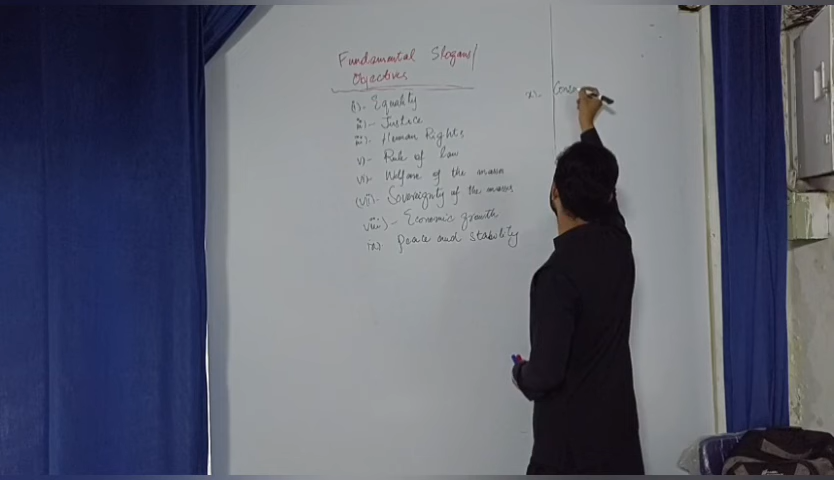 Fundamental Slogans/
Objectives
(i)- Equality
ii)- Justice
iii)- Human Rights
v)- Rule of law
vi)- Welfare of the masses
(vii)- Sovereignty of the masses
viii)- Economic growth
ix). Peace and Stability
x)-